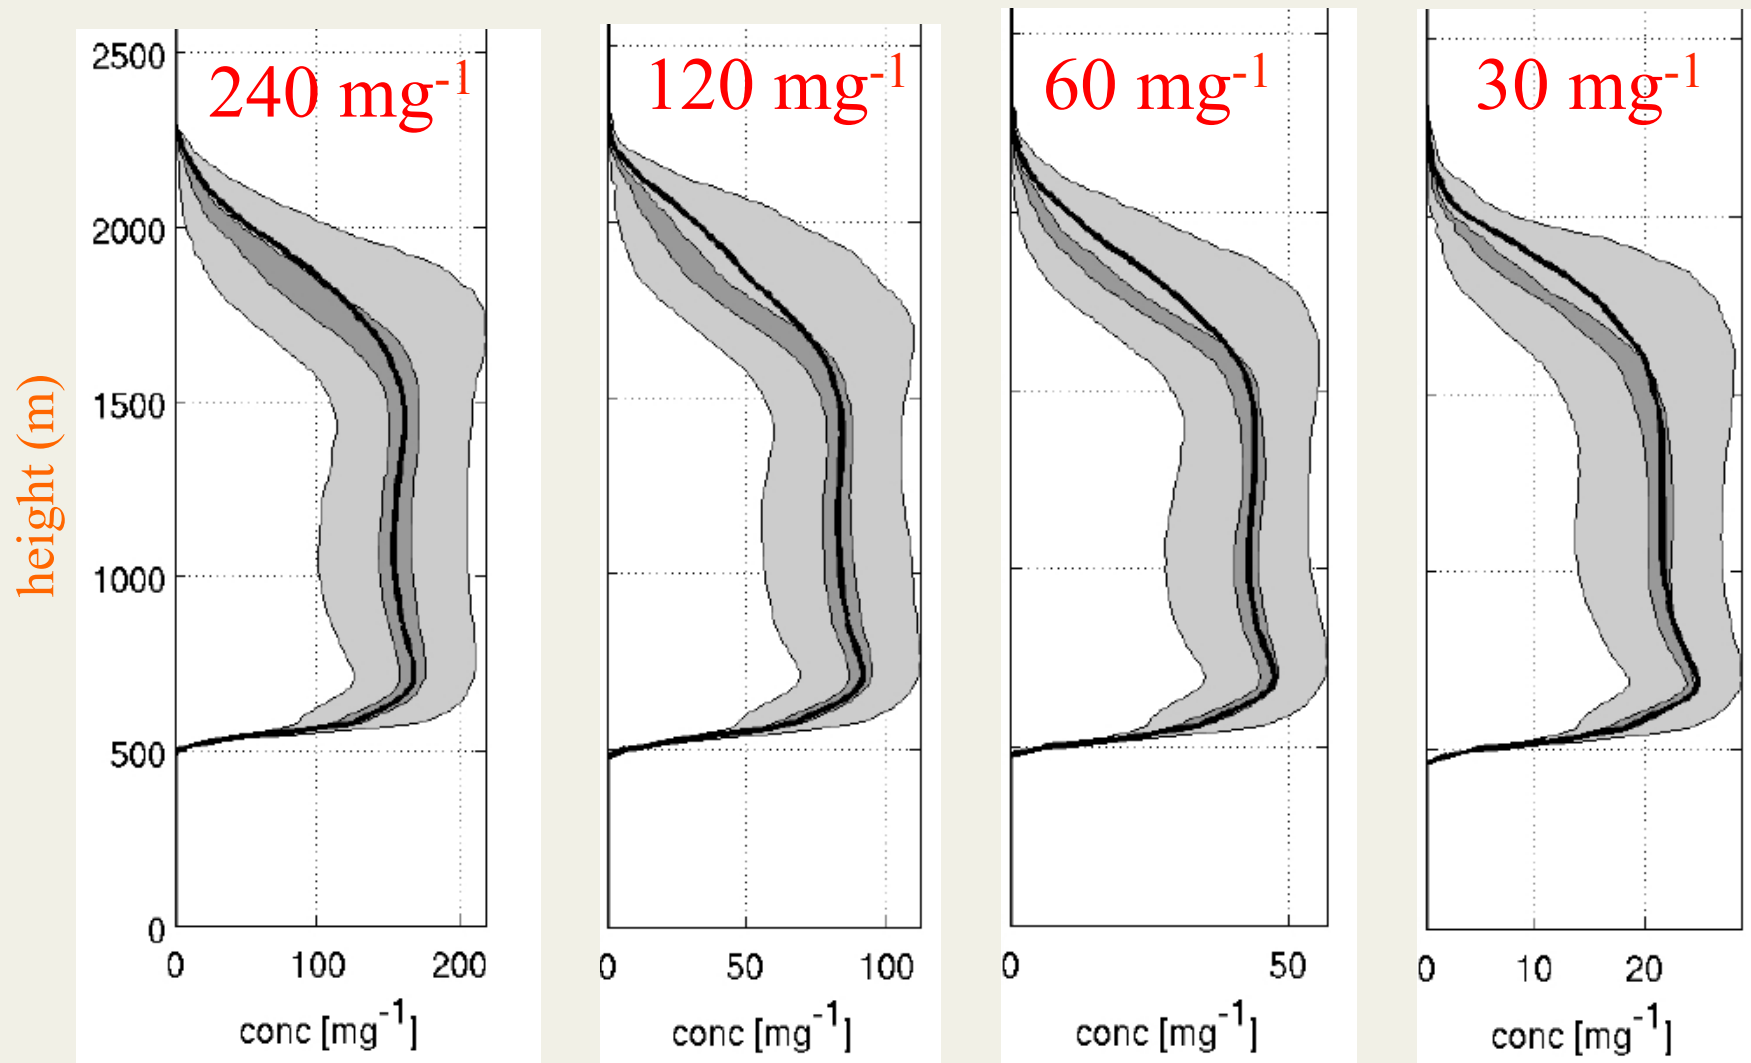 240 mg-1
120 mg-1
60 mg-1
30 mg-1
height (m)
2500
2000
1500
1000
500
0
0 100 200
conc [mg-1]
0 50 100
conc [mg-1]
0 50
conc [mg-1]
0 10 20
conc [mg-1]